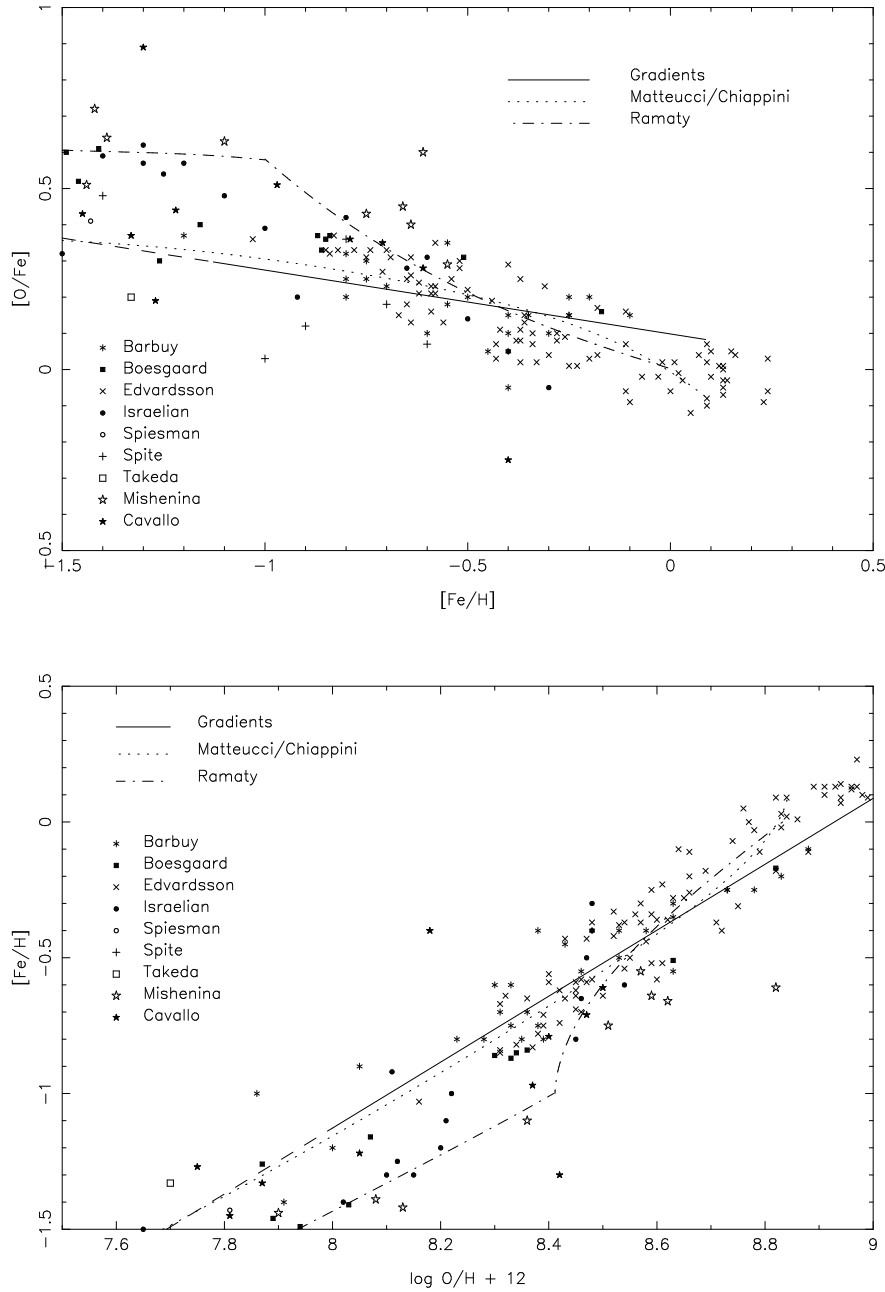 1
Gradients
Matteucci/Chiappini
Ramaty
0.5
[O/Fe]
0
Barbuy
Boesgaard
Edvardsson
Israelian
Spiesman
Spite
Takeda
Mishenina
Cavallo
−0.5
−1.5
−1
−0.5
0
0.5
[Fe/H]
0.5
Gradients
Matteucci/Chiappini
Ramaty
0
Barbuy
Boesgaard
Edvardsson
Israelian
Spiesman
Spite
Takeda
Mishenina
Cavallo
−0.5
[Fe/H]
−1
−1.5
7.6
7.8
8
8.2
8.4
8.6
8.8
9
log O/H + 12